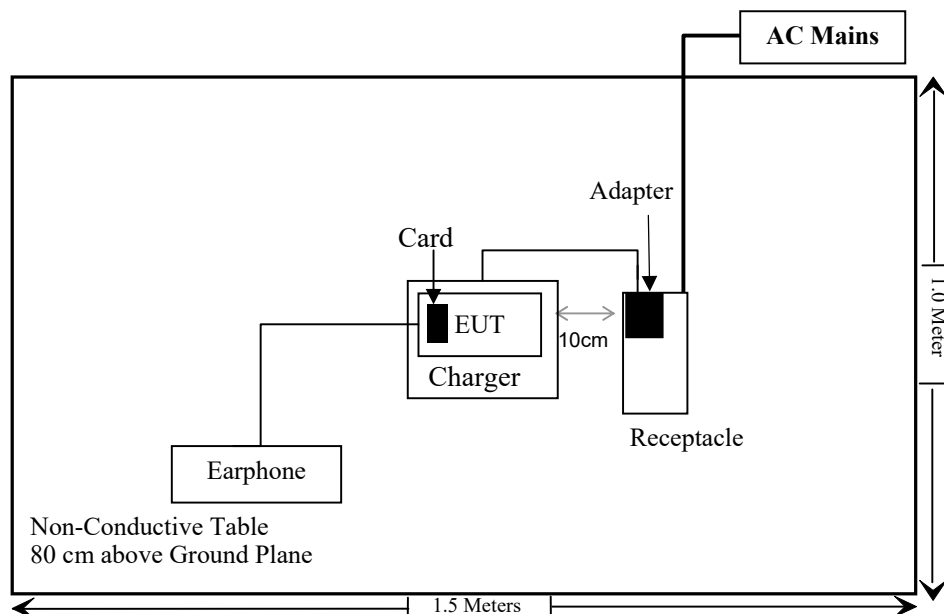 AC Mains
Adapter
Card
EUT
10cm
Charger
1.0 Meter
Receptacle
Earphone
Non-Conductive Table
80 cm above Ground Plane
1.5 Meters